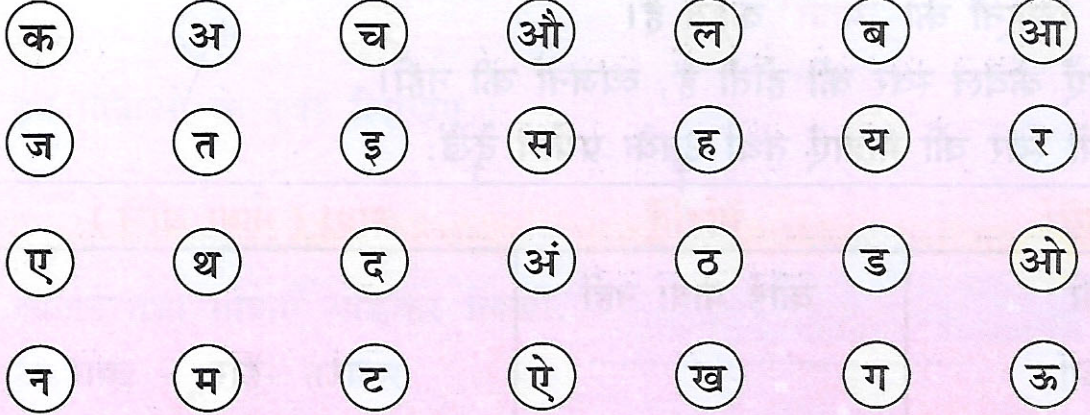 क अ च औ ल ब आ
ज त इ स ह य र
ए थ द अं ठ ड ओ
न म ट ऐ ख ग ऊ